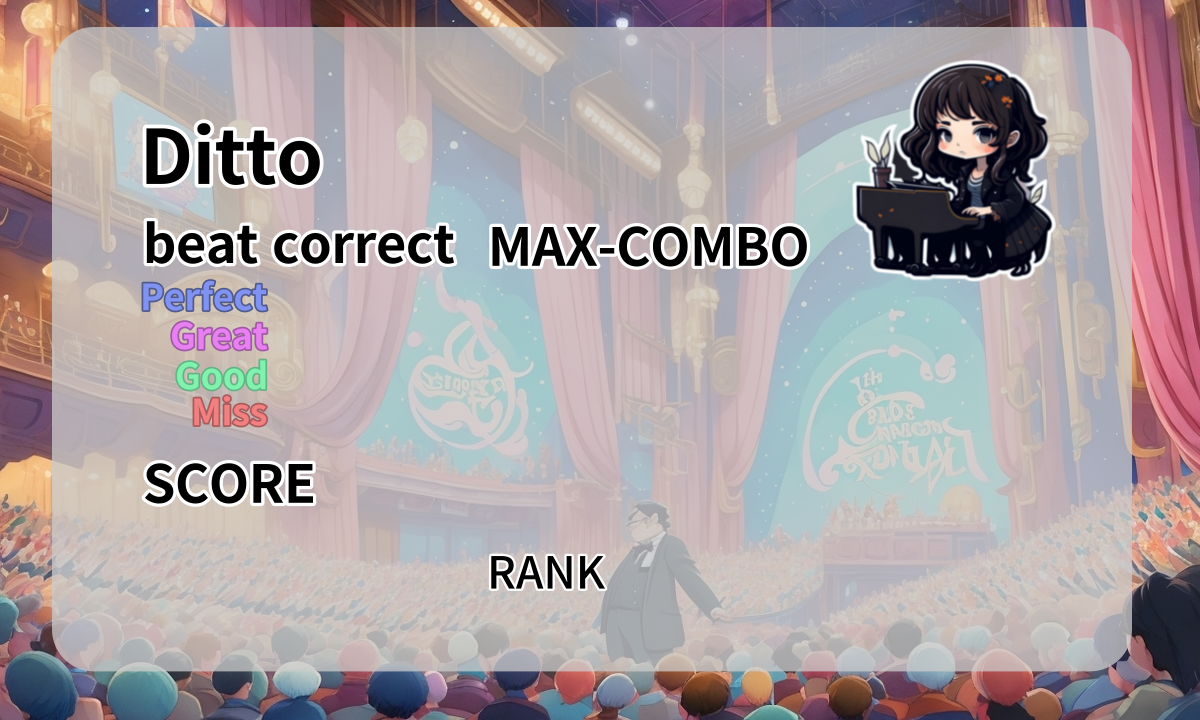 Ditto
beat correct MAX-COMBO
Perfect
Great
Good
Miss
SCORE
RANK